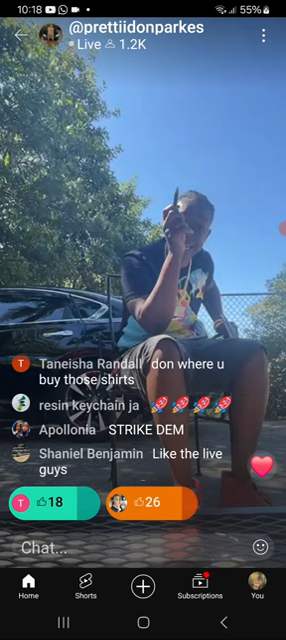 10:18
55%
@prettiidonparkes
Live 1.2K
Taneisha Randall don where u
buy those shirts
resin keychain ja
Apollonia STRIKE DEM
Shaniel Benjamin Like the live
guys
T 18 26
Chat...
Home Shorts Subscriptions You